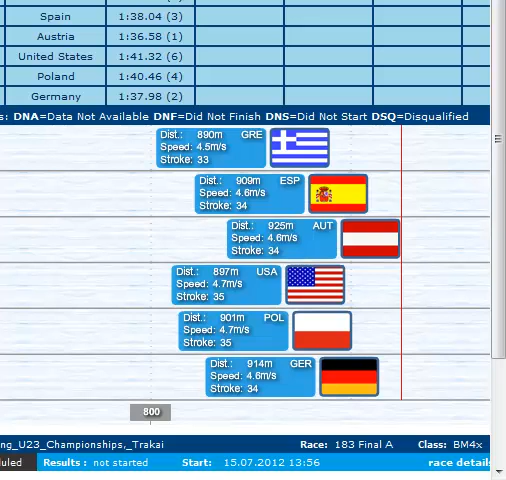 Spain 1:38.04 (3)
Austria 1:36.58 (1)
United States 1:41.32 (6)
Poland 1:40.46 (4)
Germany 1:37.98 (2)
s: DNA=Data Not Available DNF=Did Not Finish DNS=Did Not Start DSQ=Disqualified
Dist.: 890m GRE
Speed: 4.5m/s
Stroke: 33
Dist.: 909m ESP
Speed: 4.6m/s
Stroke: 34
Dist.: 925m AUT
Speed: 4.6m/s
Stroke: 34
Dist.: 897m USA
Speed: 4.7m/s
Stroke: 35
Dist.: 901m POL
Speed: 4.7m/s
Stroke: 35
Dist.: 914m GER
Speed: 4.6m/s
Stroke: 34
800
ng_U23_Championships,_Trakai Race: 183 Final A Class: BM4x
luled Results : not started Start: 15.07.2012 13:56 race details